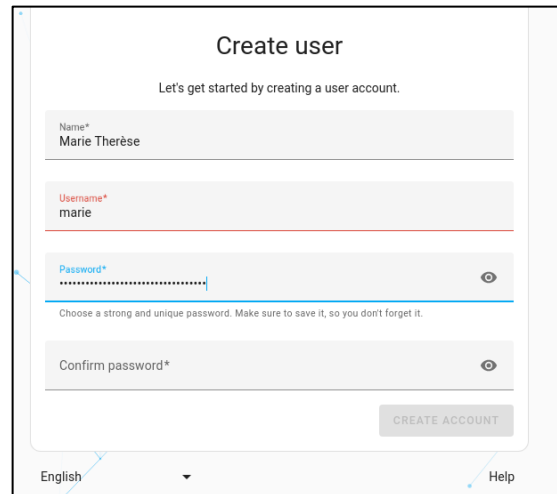 Create user
Let's get started by creating a user account.
Name*
Marie Therèse
Username*
marie
Password*
••••••••••••••••••••••••••••••••••
Choose a strong and unique password. Make sure to save it, so you don't forget it.
Confirm password*
CREATE ACCOUNT
English
Help